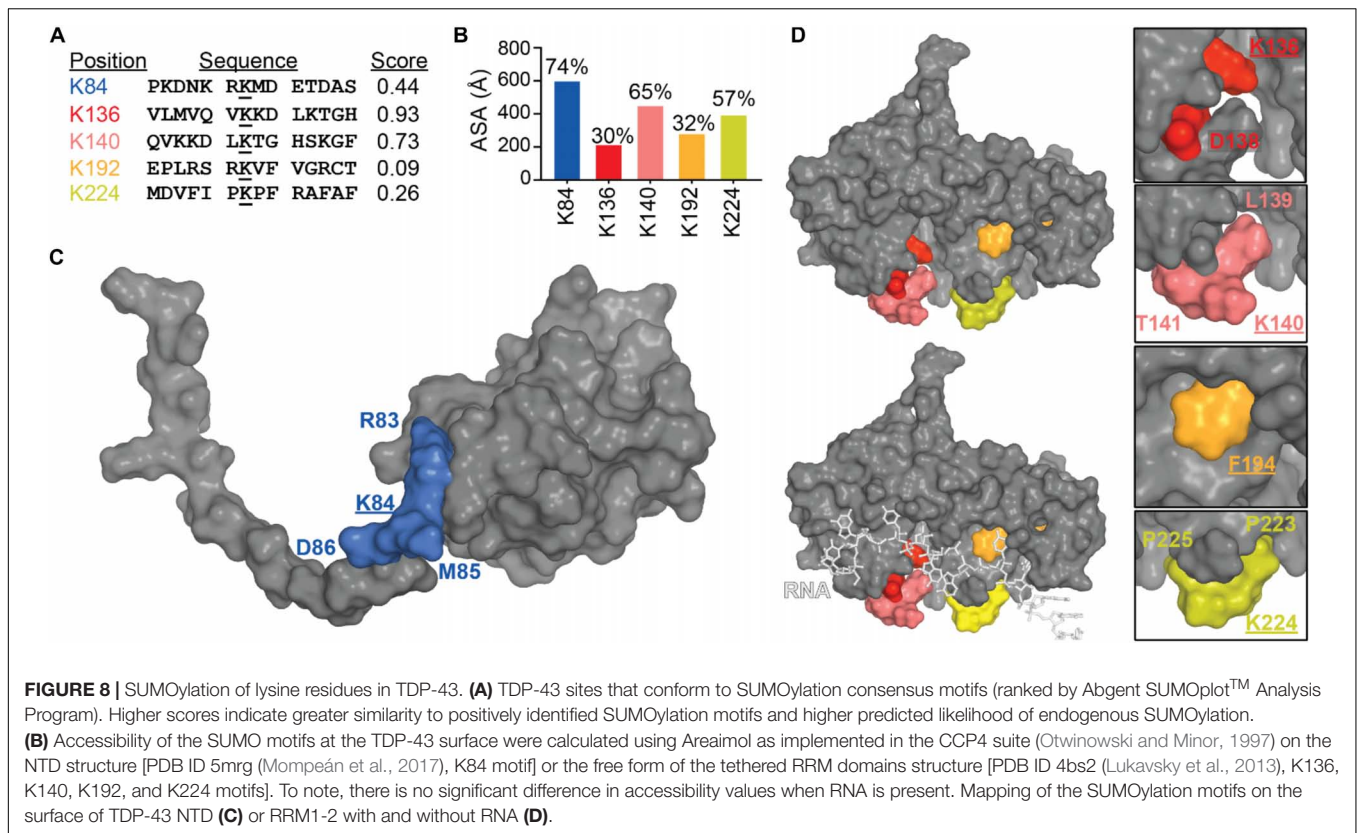 A
Position Sequence Score
K84 PKDNK RKMD ETDAS 0.44
K136 VLMVQ VKKD LKTGH 0.93
K140 QVKKD LKTG HSKGF 0.73
K192 EPLRS RKVF VGRCT 0.09
K224 MDVFI PKPF RAFAF 0.26
B
ASA (Å)
800
600
400
200
0
74%
30%
65%
32%
57%
K84
K136
K140
K192
K224
C
R83
K84
D86
M85
D
RNA
K136
D138
L139
T141
K140
F194
P223
P225
K224
FIGURE 8 | SUMOylation of lysine residues in TDP-43. (A) TDP-43 sites that conform to SUMOylation consensus motifs (ranked by Abgent SUMOplot™ Analysis
Program). Higher scores indicate greater similarity to positively identified SUMOylation motifs and higher predicted likelihood of endogenous SUMOylation.
(B) Accessibility of the SUMO motifs at the TDP-43 surface were calculated using Areaimol as implemented in the CCP4 suite (Otwinowski and Minor, 1997) on the
NTD structure [PDB ID 5mrg (Mompeán et al., 2017), K84 motif] or the free form of the tethered RRM domains structure [PDB ID 4bs2 (Lukavsky et al., 2013), K136,
K140, K192, and K224 motifs]. To note, there is no significant difference in accessibility values when RNA is present. Mapping of the SUMOylation motifs on the
surface of TDP-43 NTD (C) or RRM1-2 with and without RNA (D).